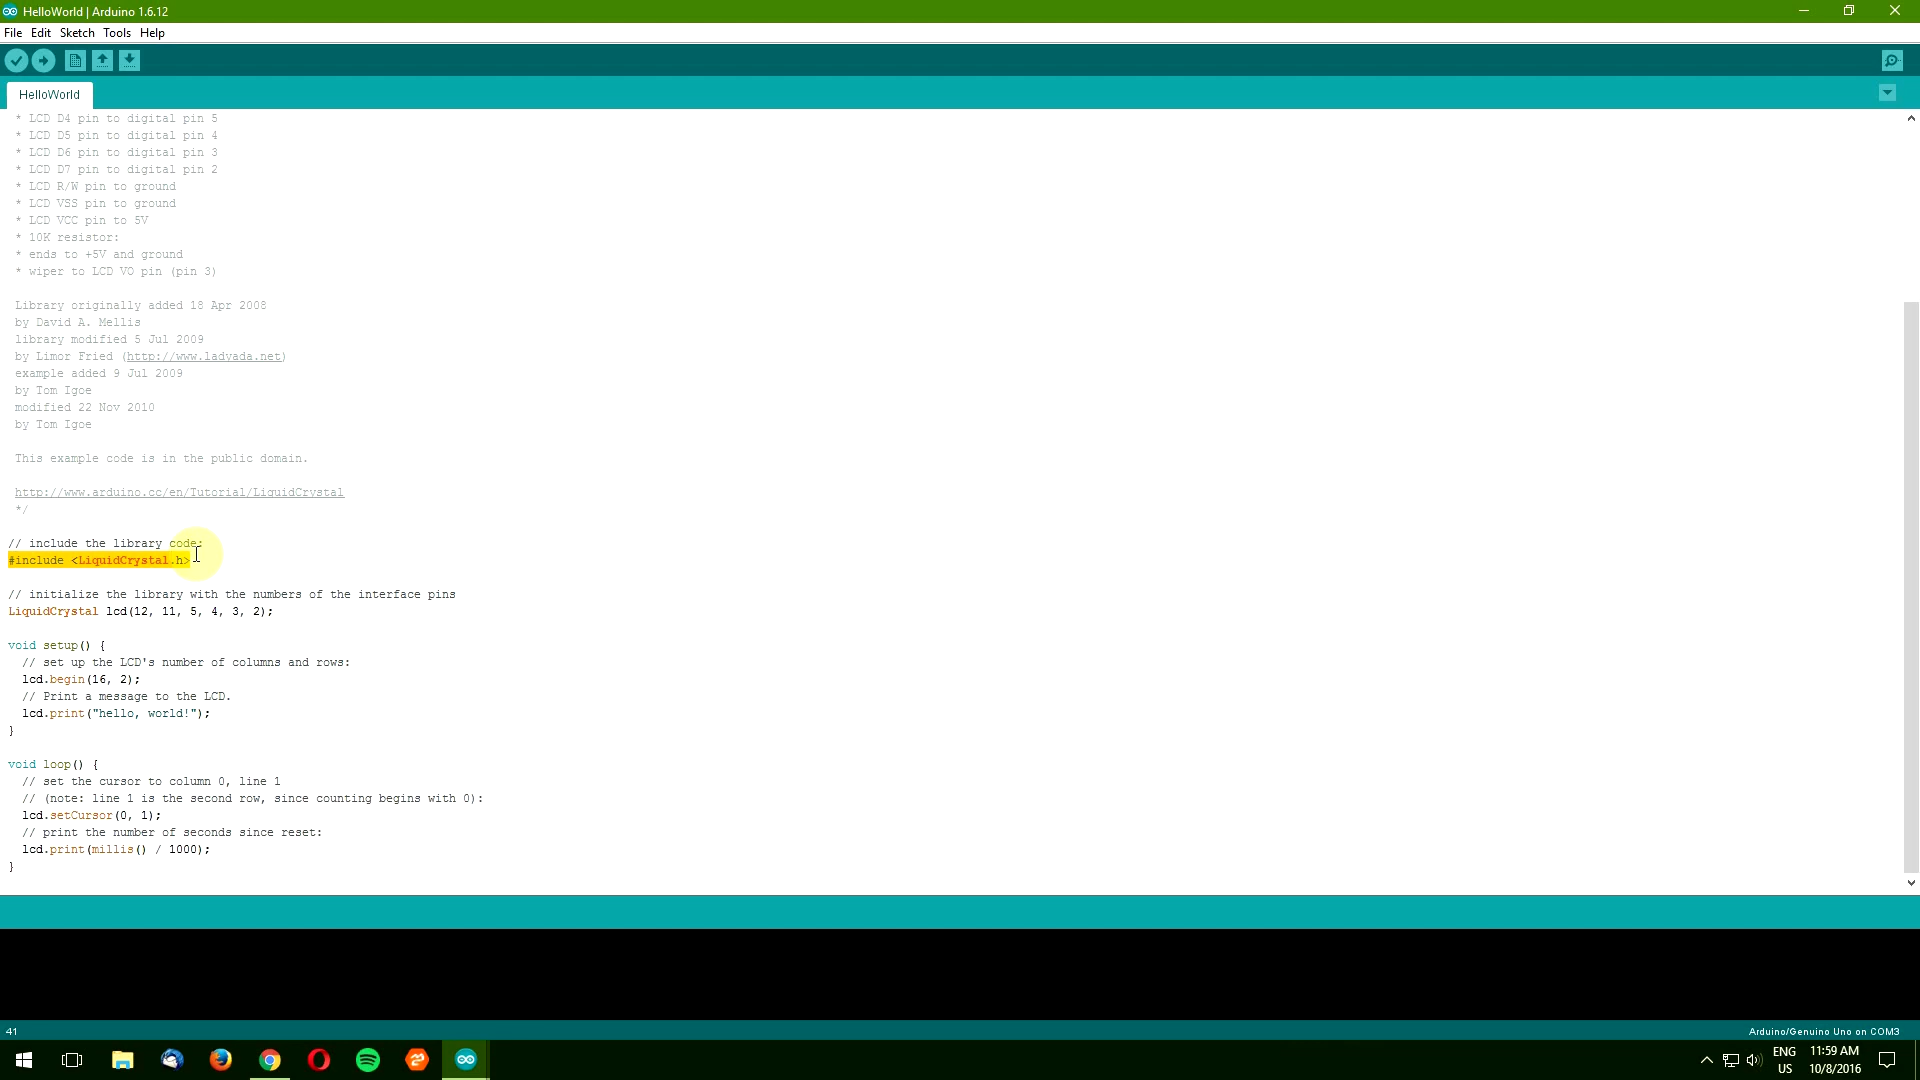 HelloWorld | Arduino 1.6.12
File Edit Sketch Tools Help
HelloWorld
* LCD D4 pin to digital pin 5
* LCD D5 pin to digital pin 4
* LCD D6 pin to digital pin 3
* LCD D7 pin to digital pin 2
* LCD R/W pin to ground
* LCD VSS pin to ground
* LCD VCC pin to 5V
* 10K resistor:
* ends to +5V and ground
* wiper to LCD VO pin (pin 3)
Library originally added 18 Apr 2008
by David A. Mellis
library modified 5 Jul 2009
by Limor Fried (http://www.ladyada.net)
example added 9 Jul 2009
by Tom Igoe
modified 22 Nov 2010
by Tom Igoe
This example code is in the public domain.
http://www.arduino.cc/en/Tutorial/LiquidCrystal
*/
// include the library code:
#include <LiquidCrystal.h>
// initialize the library with the numbers of the interface pins
LiquidCrystal lcd(12, 11, 5, 4, 3, 2);
void setup() {
// set up the LCD's number of columns and rows:
lcd.begin(16, 2);
// Print a message to the LCD.
lcd.print("hello, world!");
}
void loop() {
// set the cursor to column 0, line 1
// (note: line 1 is the second row, since counting begins with 0):
lcd.setCursor(0, 1);
// print the number of seconds since reset:
lcd.print(millis() / 1000);
}
41
Arduino/Genuino Uno on COM3
ENG
US
11:59 AM
10/8/2016